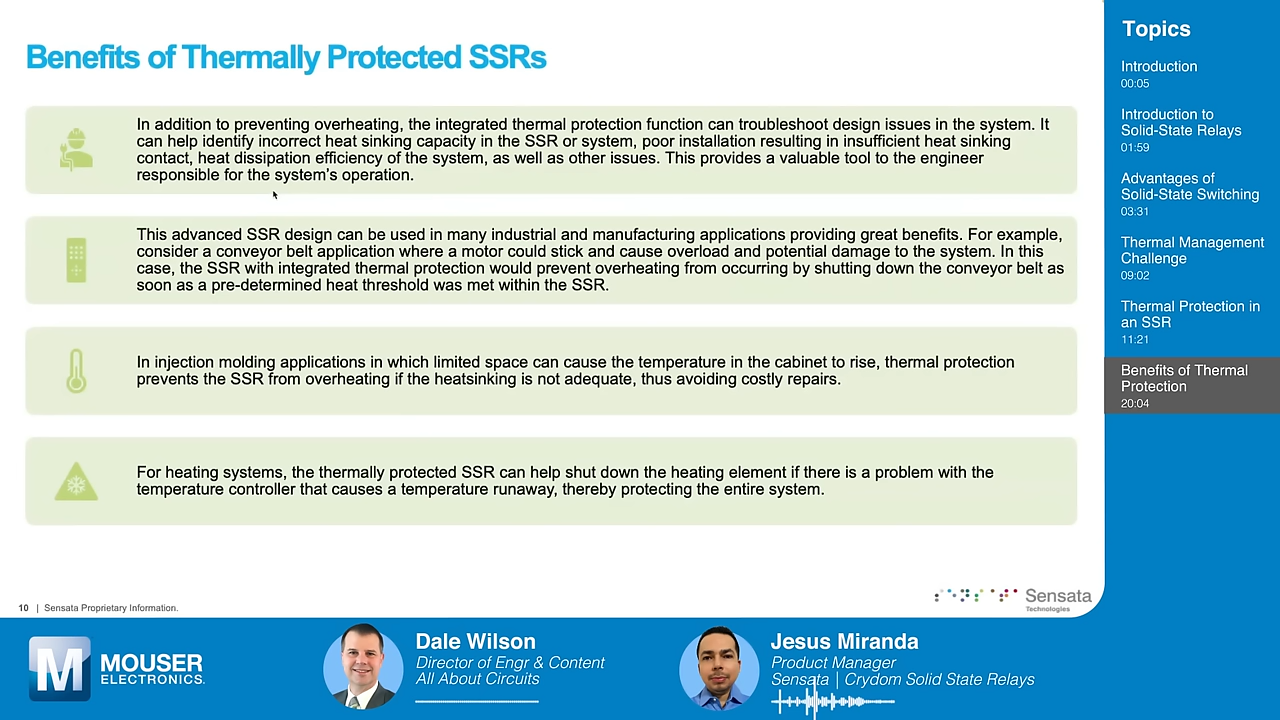 Benefits of Thermally Protected SSRs
In addition to preventing overheating, the integrated thermal protection function can troubleshoot design issues in the system. It
can help identify incorrect heat sinking capacity in the SSR or system, poor installation resulting in insufficient heat sinking
contact, heat dissipation efficiency of the system, as well as other issues. This provides a valuable tool to the engineer
responsible for the system's operation.
This advanced SSR design can be used in many industrial and manufacturing applications providing great benefits. For example,
consider a conveyor belt application where a motor could stick and cause overload and potential damage to the system. In this
case, the SSR with integrated thermal protection would prevent overheating from occurring by shutting down the conveyor belt as
soon as a pre-determined heat threshold was met within the SSR.
In injection molding applications in which limited space can cause the temperature in the cabinet to rise, thermal protection
prevents the SSR from overheating if the heatsinking is not adequate, thus avoiding costly repairs.
For heating systems, the thermally protected SSR can help shut down the heating element if there is a problem with the
temperature controller that causes a temperature runaway, thereby protecting the entire system.
10 | Sensata Proprietary Information.
Sensata
Technologies
Topics
Introduction
00:05
Introduction to
Solid-State Relays
01:59
Advantages of
Solid-State Switching
03:31
Thermal Management
Challenge
09:02
Thermal Protection in
an SSR
11:21
Benefits of Thermal
Protection
20:04
M
MOUSER
ELECTRONICS.
Dale Wilson
Director of Engr & Content
All About Circuits
Jesus Miranda
Product Manager
Sensata | Crydom Solid State Relays